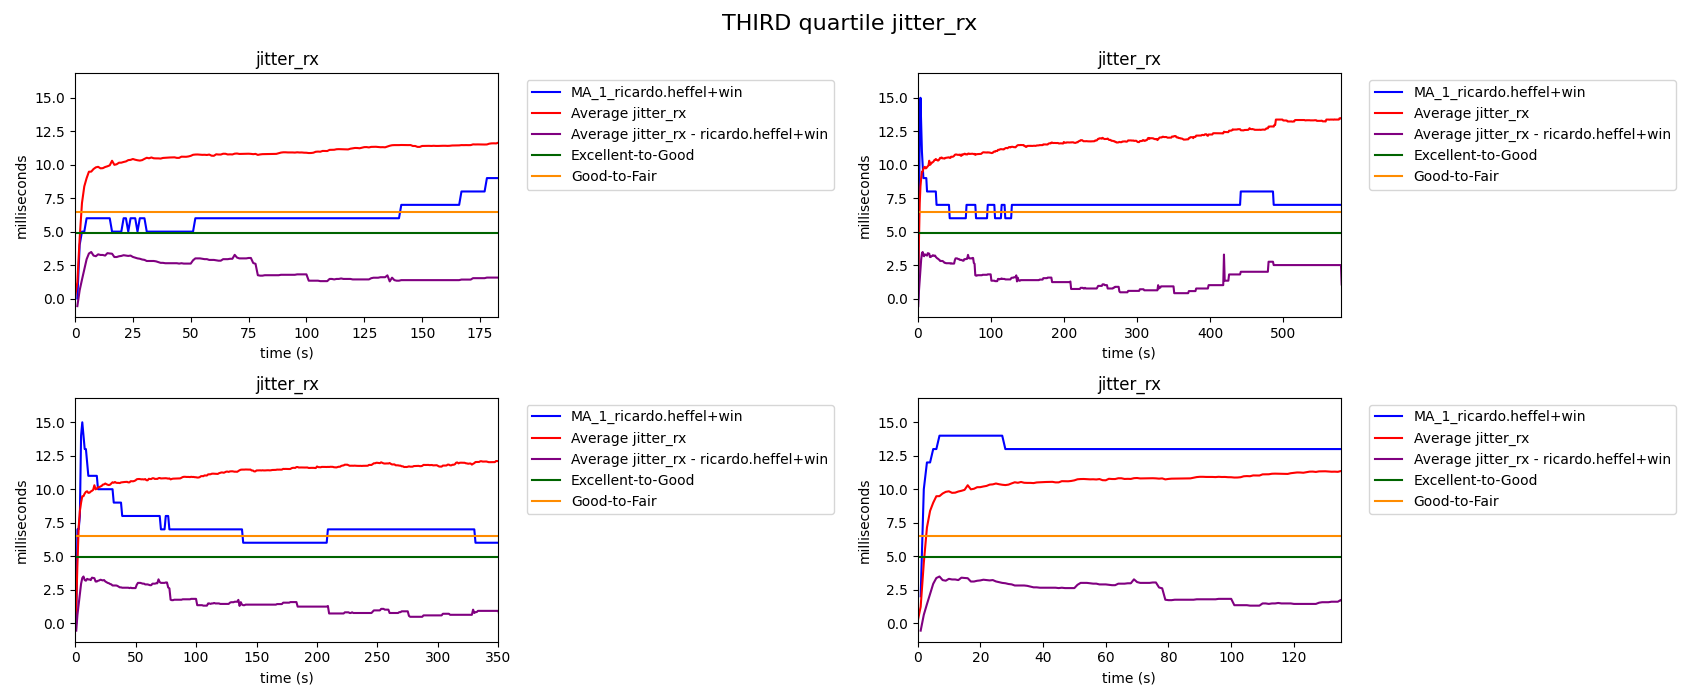 THIRD quartile jitter_rx
jitter_rx
milliseconds
15.0
12.5
10.0
7.5
5.0
2.5
0.0
0 25 50 75 100 125 150 175
time (s)
MA_1_ricardo.heffel+win
Average jitter_rx
Average jitter_rx - ricardo.heffel+win
Excellent-to-Good
Good-to-Fair
jitter_rx
milliseconds
15.0
12.5
10.0
7.5
5.0
2.5
0.0
0 100 200 300 400 500
time (s)
MA_1_ricardo.heffel+win
Average jitter_rx
Average jitter_rx - ricardo.heffel+win
Excellent-to-Good
Good-to-Fair
jitter_rx
milliseconds
15.0
12.5
10.0
7.5
5.0
2.5
0.0
0 50 100 150 200 250 300 350
time (s)
MA_1_ricardo.heffel+win
Average jitter_rx
Average jitter_rx - ricardo.heffel+win
Excellent-to-Good
Good-to-Fair
jitter_rx
milliseconds
15.0
12.5
10.0
7.5
5.0
2.5
0.0
0 20 40 60 80 100 120
time (s)
MA_1_ricardo.heffel+win
Average jitter_rx
Average jitter_rx - ricardo.heffel+win
Excellent-to-Good
Good-to-Fair